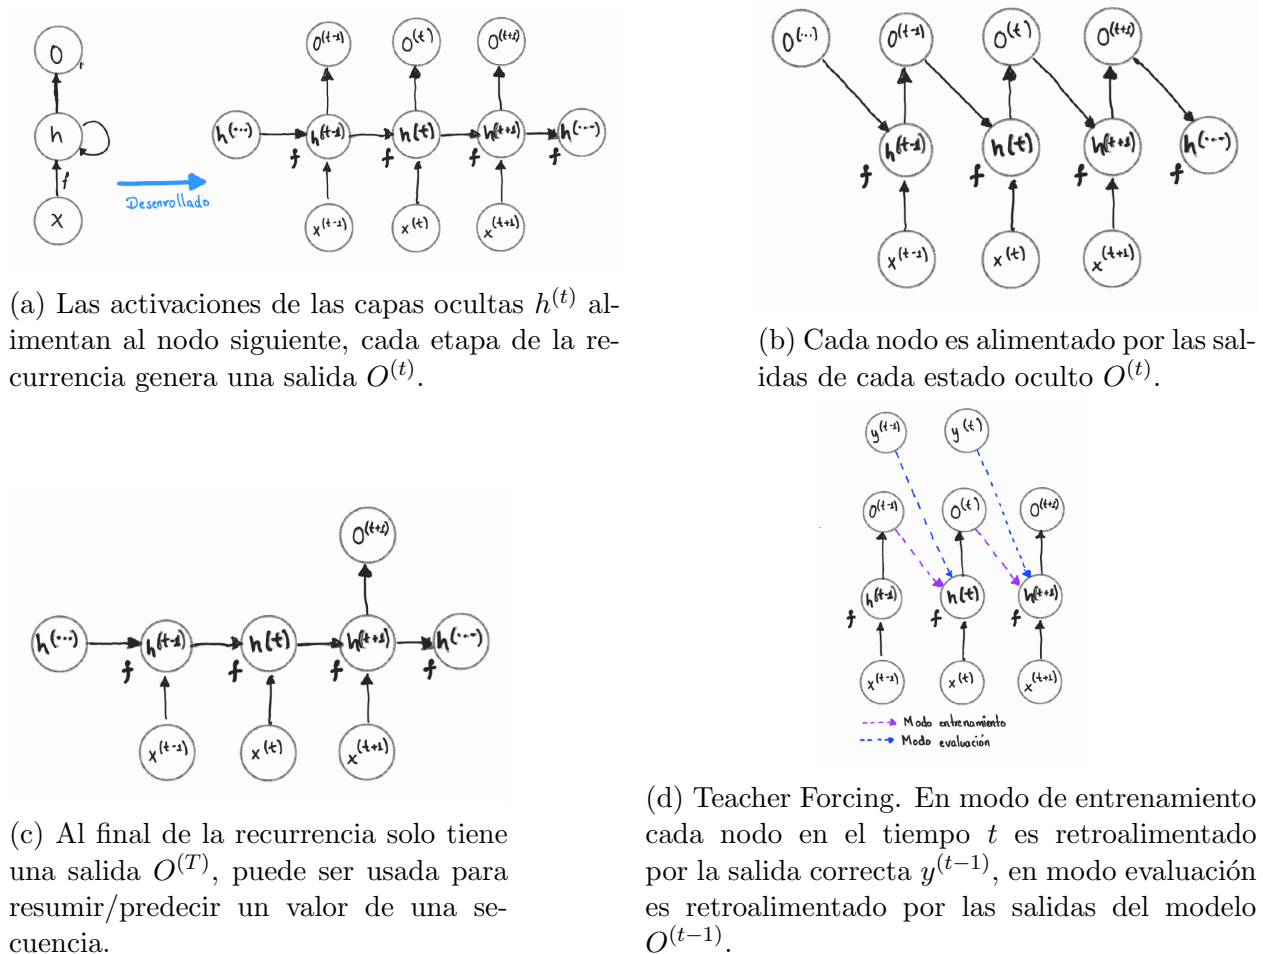 O
h
f
x
Desenrollado
O^(t-1) O^(t) O^(t+1)
h^(...) h^(t-1) h(t) h^(t+1) h^(...)
f f f f
x^(t-1) x^(t) x^(t+1)
(a) Las activaciones de las capas ocultas h^(t) al-
imentan al nodo siguiente, cada etapa de la re-
currencia genera una salida O^(t).
O^(...) O^(t-1) O^(t) O^(t+1)
h^(t-1) h(t) h^(t+1) h^(...)
f f f f
x^(t-1) x^(t) x^(t+1)
(b) Cada nodo es alimentado por las sal-
idas de cada estado oculto O^(t).
O^(t+1)
h^(...) h^(t-1) h(t) h^(t+1) h^(...)
f f f f
x^(t-1) x^(t) x^(t+1)
(c) Al final de la recurrencia solo tiene
una salida O^(T), puede ser usada para
resumir/predecir un valor de una se-
cuencia.
y^(t-1) y^(t)
O^(t-1) O^(t) O^(t+1)
h^(t-1) h(t) h^(t+1)
f f f
x^(t-1) x^(t) x^(t+1)
Modo entrenamiento
Modo evaluación
(d) Teacher Forcing. En modo de entrenamiento
cada nodo en el tiempo t es retroalimentado
por la salida correcta y^(t−1), en modo evaluación
es retroalimentado por las salidas del modelo
O^(t−1).